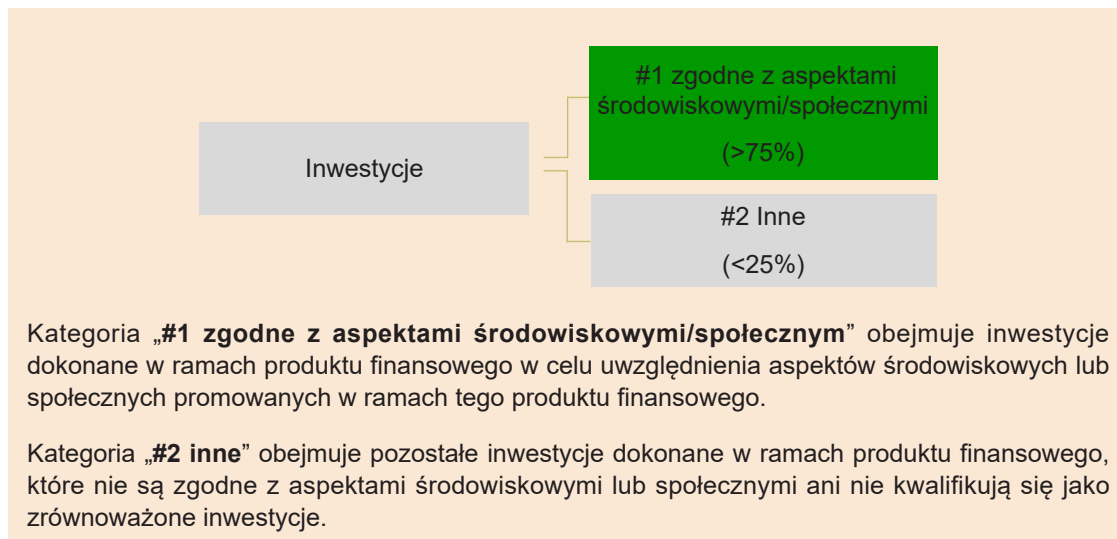 #1 zgodne z aspektami
środowiskowymi/społecznymi
(>75%)
Inwestycje
#2 Inne
(<25%)
Kategoria „#1 zgodne z aspektami środowiskowymi/społecznym” obejmuje inwestycje
dokonane w ramach produktu finansowego w celu uwzględnienia aspektów środowiskowych lub
społecznych promowanych w ramach tego produktu finansowego.
Kategoria „#2 inne” obejmuje pozostałe inwestycje dokonane w ramach produktu finansowego,
które nie są zgodne z aspektami środowiskowymi lub społecznymi ani nie kwalifikują się jako
zrównoważone inwestycje.